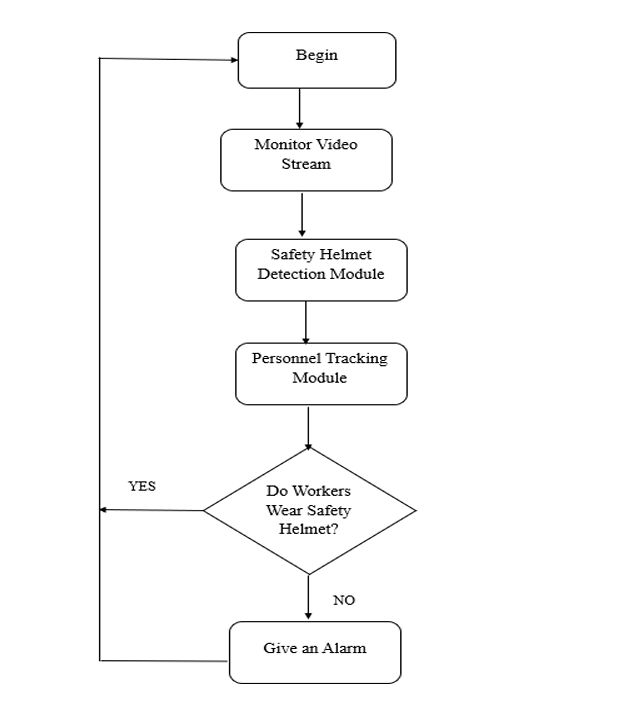 Begin
Monitor Video
Stream
Safety Helmet
Detection Module
Personnel Tracking
Module
YES
Do Workers
Wear Safety
Helmet?
NO
Give an Alarm